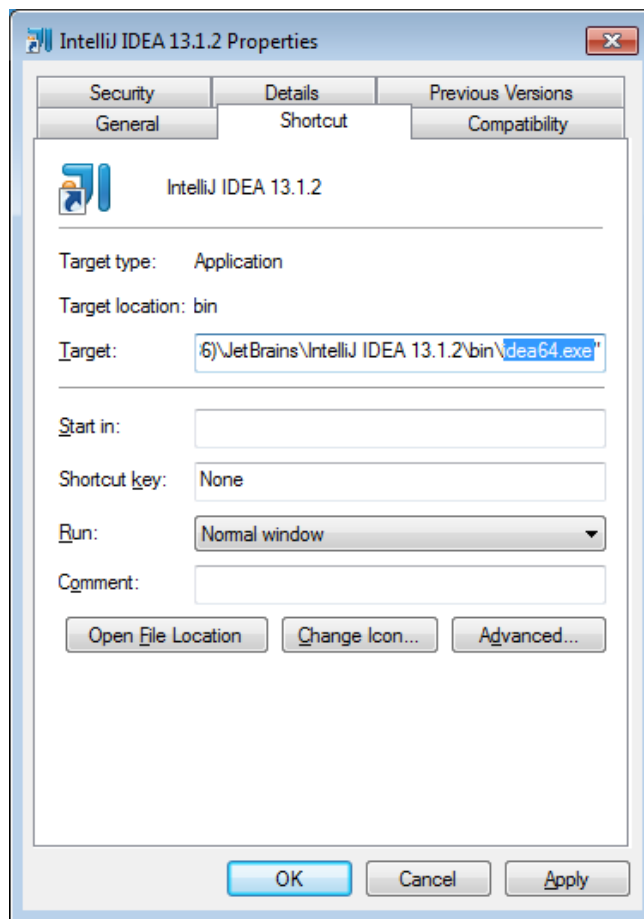 IntelliJ IDEA 13.1.2 Properties
Security Details Previous Versions
General Shortcut Compatibility
IntelliJ IDEA 13.1.2
Target type: Application
Target location: bin
Target: 6)\JetBrains\IntelliJ IDEA 13.1.2\bin\idea64.exe"
Start in:
Shortcut key: None
Run: Normal window
Comment:
Open File Location Change Icon... Advanced...
OK Cancel Apply